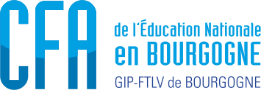 CFA
de l'Éducation Nationale
en BOURGOGNE
GIP-FTLV de BOURGOGNE